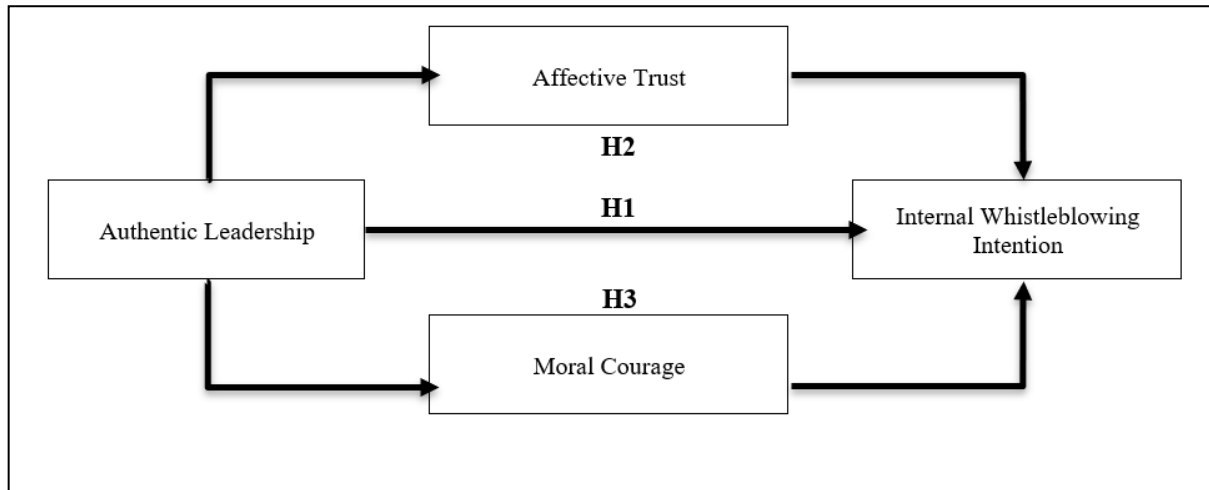 Affective Trust
H2
Authentic Leadership
H1
Internal Whistleblowing
Intention
H3
Moral Courage